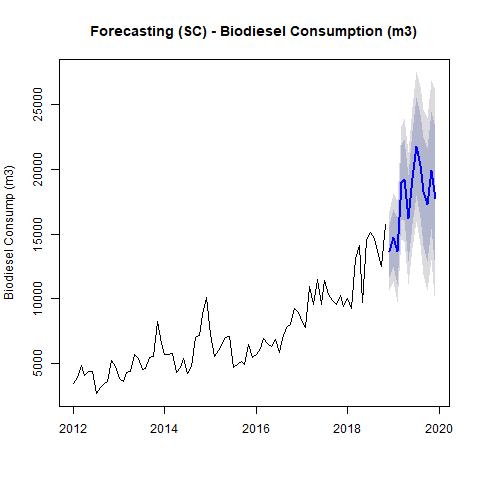 Forecasting (SC) - Biodiesel Consumption (m3)
Biodiesel Consump (m3)
25000
20000
15000
10000
5000
2012 2014 2016 2018 2020